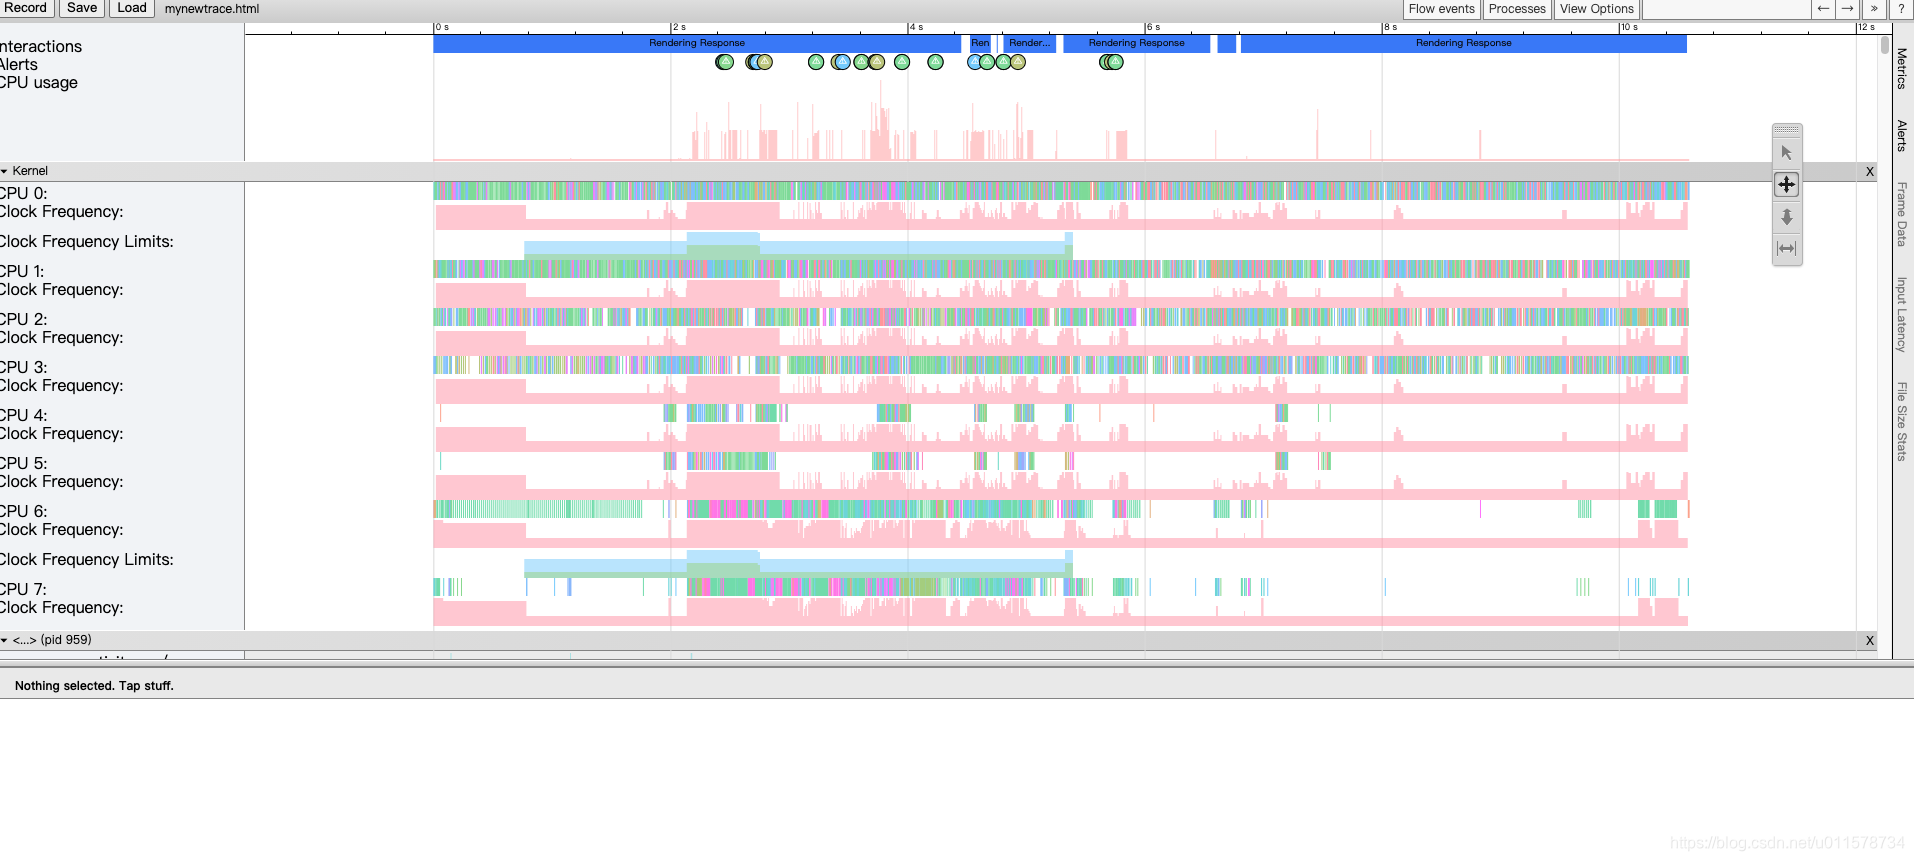 Record Save Load mynewtrace.html Flow events Processes View Options ← → » ?
0 s 2 s 4 s 6 s 8 s 10 s 12 s
nteractions Rendering Response Ren Render... Rendering Response Rendering Response
Alerts
CPU usage
Kernel X
CPU 0:
Clock Frequency:
Clock Frequency Limits:
CPU 1:
Clock Frequency:
CPU 2:
Clock Frequency:
CPU 3:
Clock Frequency:
CPU 4:
Clock Frequency:
CPU 5:
Clock Frequency:
CPU 6:
Clock Frequency:
Clock Frequency Limits:
CPU 7:
Clock Frequency:
<...> (pid 959) X
Nothing selected. Tap stuff.
Metrics
Alerts
Frame Data
Input Latency
File Size Stats
https://blog.csdn.net/u011578734